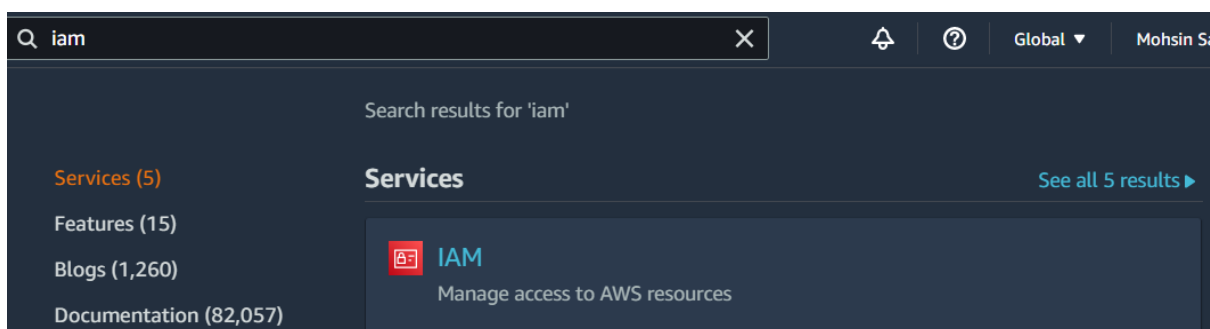 iam
Global
Mohsin
Search results for 'iam'
Services (5)
Features (15)
Blogs (1,260)
Documentation (82,057)
Services
See all 5 results
IAM
Manage access to AWS resources